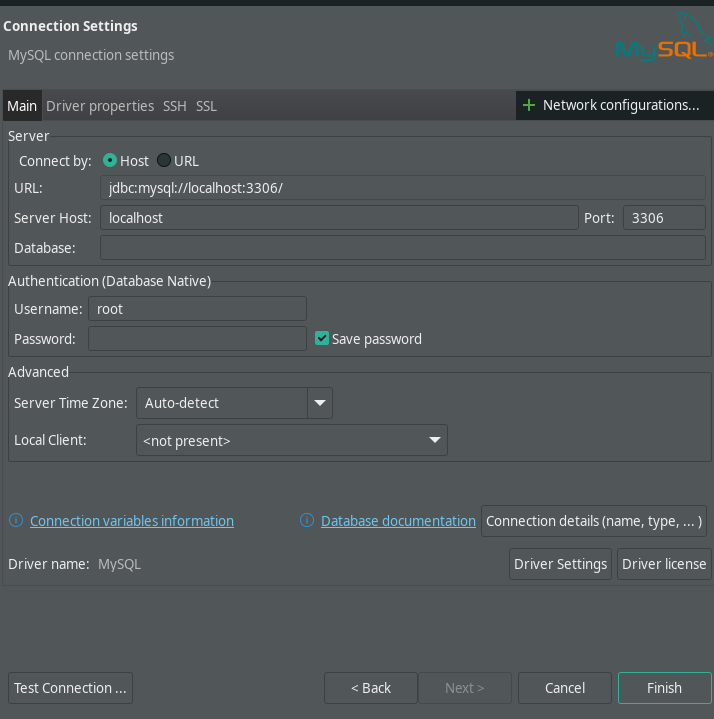 Connection Settings
MySQL connection settings
MySQL®
Main Driver properties SSH SSL Network configurations...
Server
Connect by: Host URL
URL: jdbc:mysql://localhost:3306/
Server Host: localhost Port: 3306
Database:
Authentication (Database Native)
Username: root
Password: Save password
Advanced
Server Time Zone: Auto-detect
Local Client: <not present>
Connection variables information Database documentation Connection details (name, type, ... )
Driver name: MySQL Driver Settings Driver license
Test Connection ... < Back Next > Cancel Finish